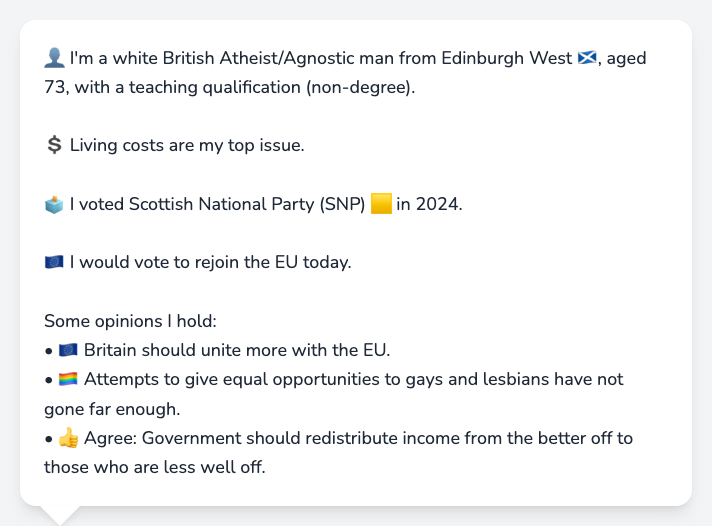 👤 I'm a white British Atheist/Agnostic man from Edinburgh West 🏴󠁧󠁢󠁳󠁣󠁴󠁿, aged
73, with a teaching qualification (non-degree).
💲 Living costs are my top issue.
🗳️ I voted Scottish National Party (SNP) 🟨 in 2024.
🇪🇺 I would vote to rejoin the EU today.
Some opinions I hold:
• 🇪🇺 Britain should unite more with the EU.
• 🏳️‍🌈 Attempts to give equal opportunities to gays and lesbians have not
gone far enough.
• 👍 Agree: Government should redistribute income from the better off to
those who are less well off.